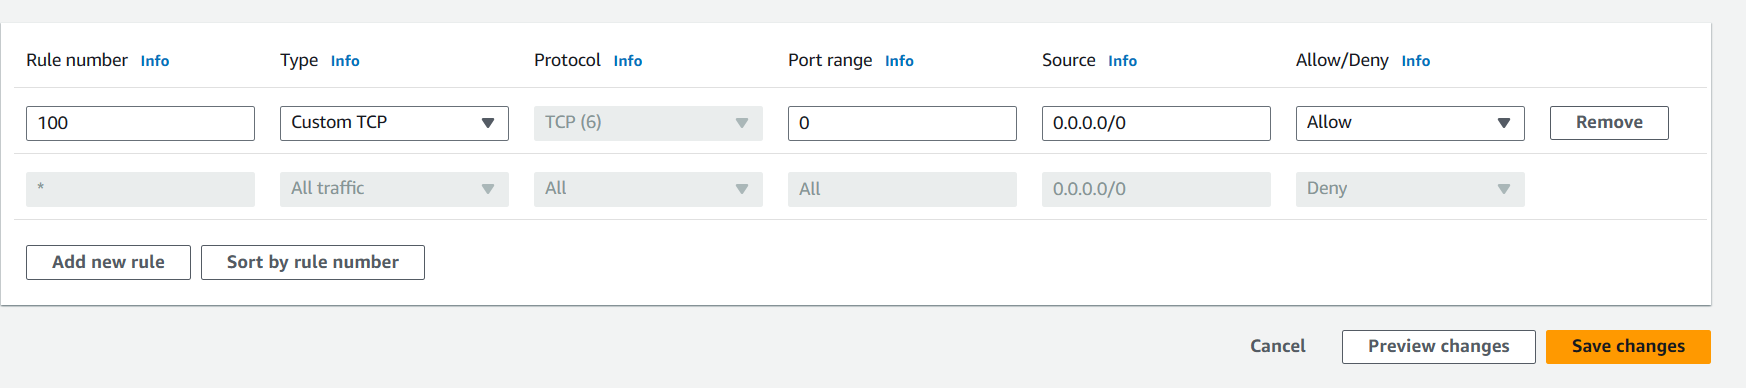 Rule number Info Type Info Protocol Info Port range Info Source Info Allow/Deny Info
100 Custom TCP TCP (6) 0 0.0.0.0/0 Allow Remove
* All traffic All All 0.0.0.0/0 Deny
Add new rule Sort by rule number
Cancel Preview changes Save changes